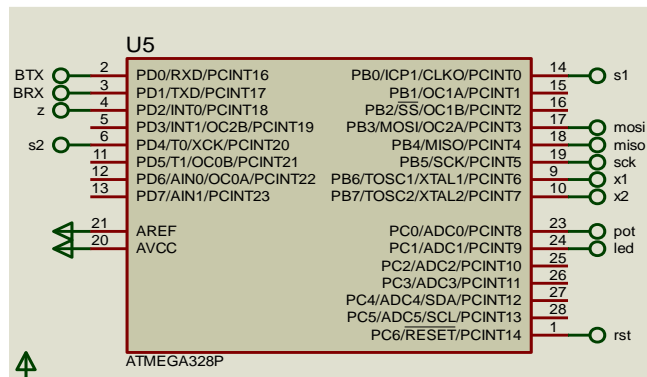 U5
BTX 2 PD0/RXD/PCINT16 PB0/ICP1/CLKO/PCINT0 14 s1
BRX 3 PD1/TXD/PCINT17 PB1/OC1A/PCINT1 15
z 4 PD2/INT0/PCINT18 PB2/SS/OC1B/PCINT2 16
5 PD3/INT1/OC2B/PCINT19 PB3/MOSI/OC2A/PCINT3 17 mosi
s2 6 PD4/T0/XCK/PCINT20 PB4/MISO/PCINT4 18 miso
11 PD5/T1/OC0B/PCINT21 PB5/SCK/PCINT5 19 sck
12 PD6/AIN0/OC0A/PCINT22 PB6/TOSC1/XTAL1/PCINT6 9 x1
13 PD7/AIN1/PCINT23 PB7/TOSC2/XTAL2/PCINT7 10 x2
21 AREF PC0/ADC0/PCINT8 23 pot
20 AVCC PC1/ADC1/PCINT9 24 led
PC2/ADC2/PCINT10 25
PC3/ADC3/PCINT11 26
PC4/ADC4/SDA/PCINT12 27
PC5/ADC5/SCL/PCINT13 28
PC6/RESET/PCINT14 1 rst
ATMEGA328P